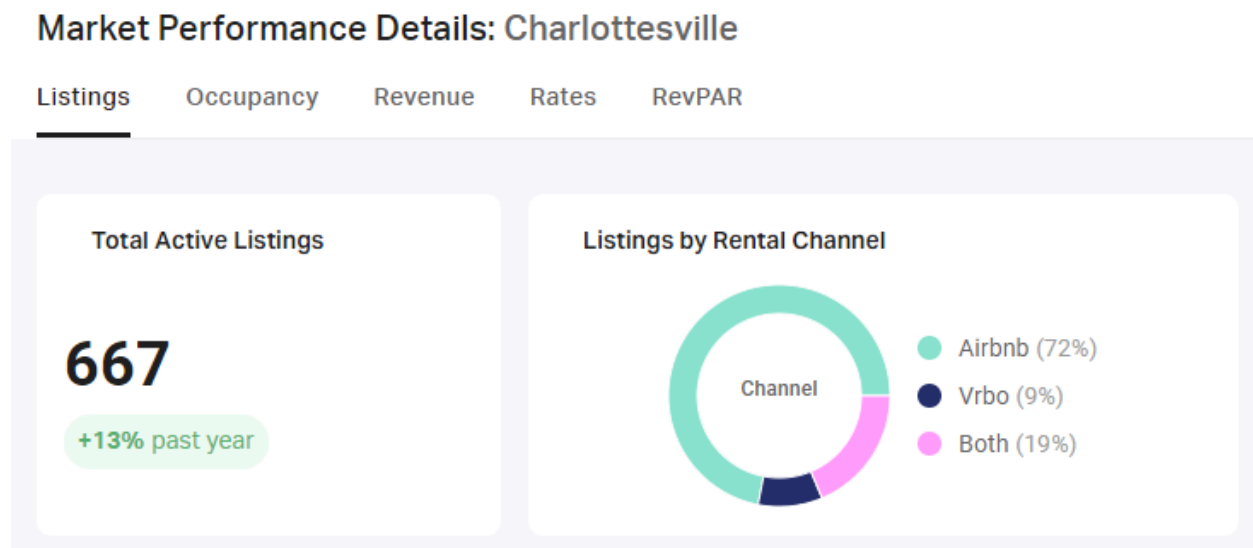 Market Performance Details: Charlottesville
Listings Occupancy Revenue Rates RevPAR
Total Active Listings
667
+13% past year
Listings by Rental Channel
Channel
Airbnb (72%)
Vrbo (9%)
Both (19%)